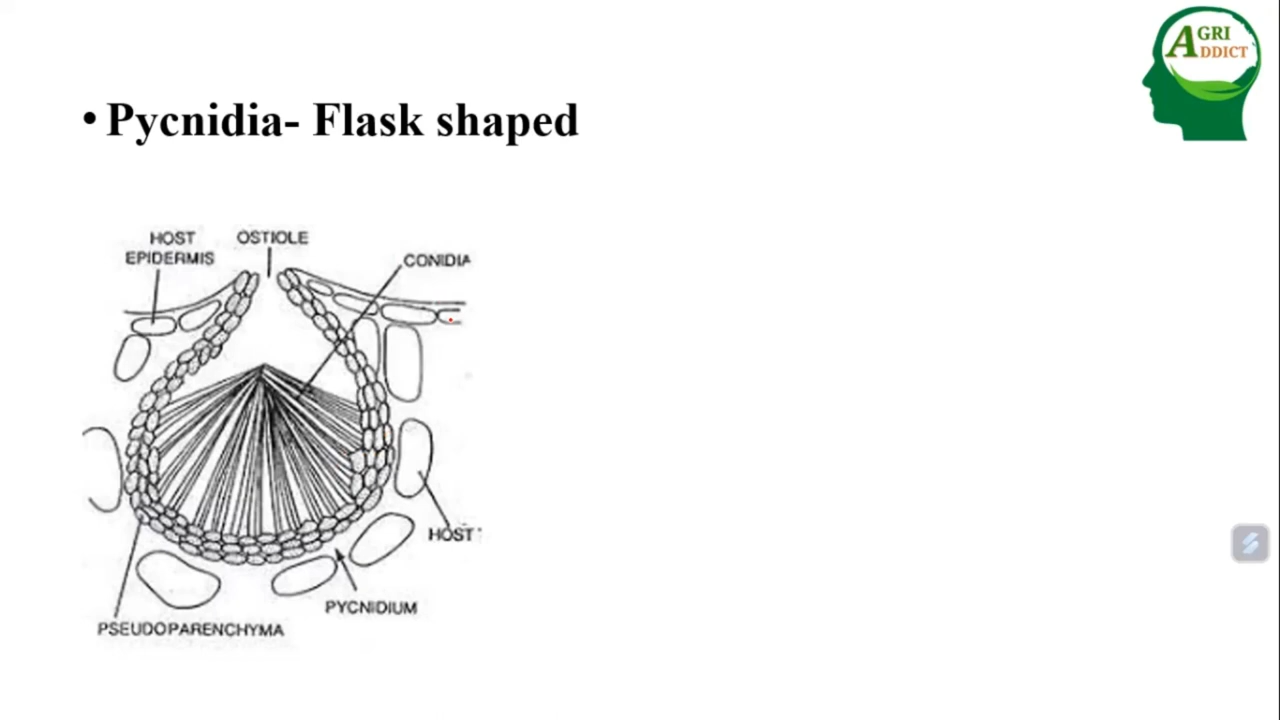 AGRI
ADDICT
• Pycnidia- Flask shaped
HOST
EPIDERMIS
OSTIOLE
CONIDIA
HOST
PYCNIDIUM
PSEUDOPARENCHYMA